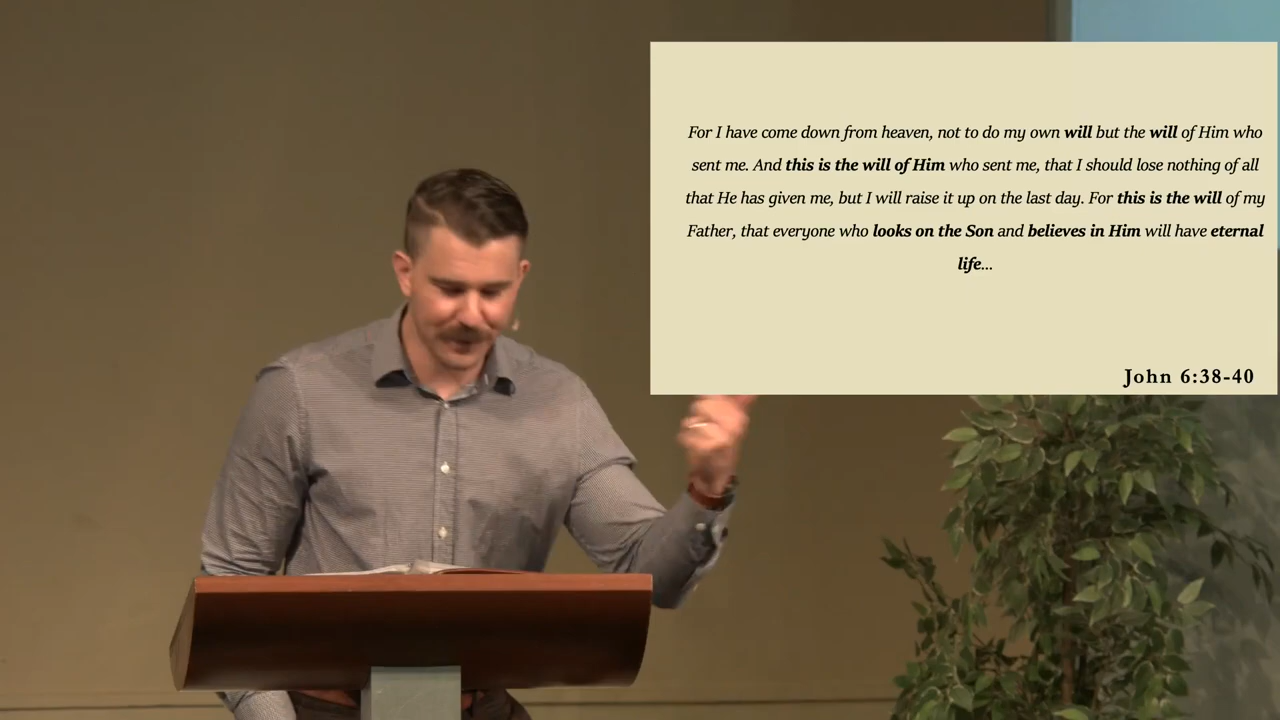 For I have come down from heaven, not to do my own will but the will of Him who
sent me. And this is the will of Him who sent me, that I should lose nothing of all
that He has given me, but I will raise it up on the last day. For this is the will of my
Father, that everyone who looks on the Son and believes in Him will have eternal
life...
John 6:38-40